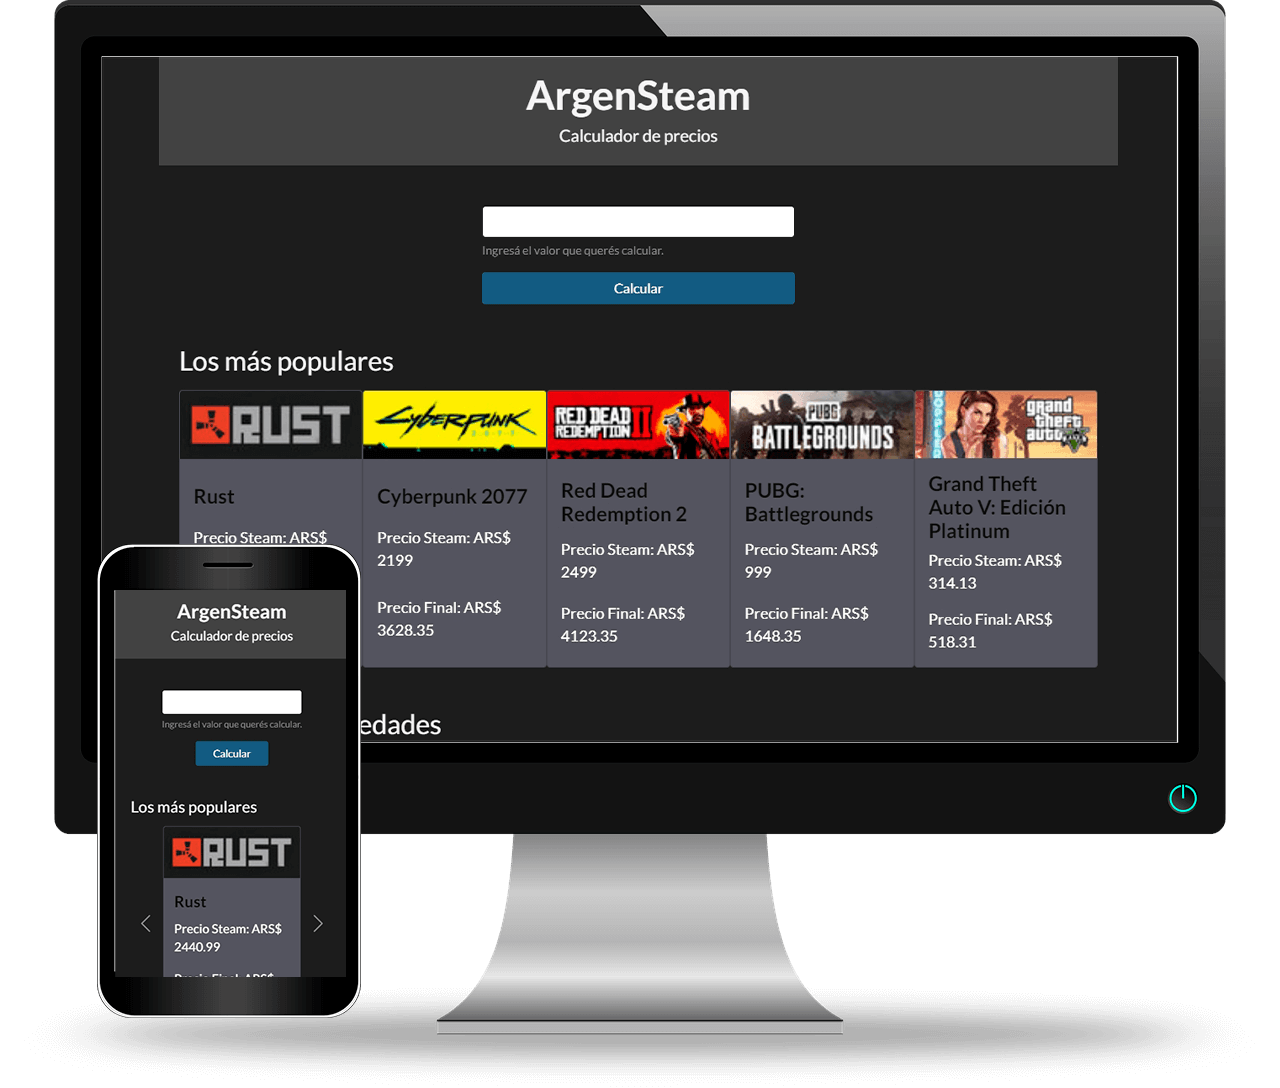 ArgenSteam
Calculador de precios
Ingresá el valor que querés calcular.
Calcular
Los más populares
RUST
Cyberpunk
2077
RED DEAD
REDEMPTION II
PUBG
BATTLEGROUNDS
grand
theft
auto V
Rust
Precio Steam: ARS$
Cyberpunk 2077
Precio Steam: ARS$
2199
Precio Final: ARS$
3628.35
Red Dead
Redemption 2
Precio Steam: ARS$
2499
Precio Final: ARS$
4123.35
PUBG:
Battlegrounds
Precio Steam: ARS$
999
Precio Final: ARS$
1648.35
Grand Theft
Auto V: Edición
Platinum
Precio Steam: ARS$
314.13
Precio Final: ARS$
518.31
edades
ArgenSteam
Calculador de precios
Ingresá el valor que querés calcular.
Calcular
Los más populares
RUST
Rust
Precio Steam: ARS$
2440.99
Precio Final: ARS$